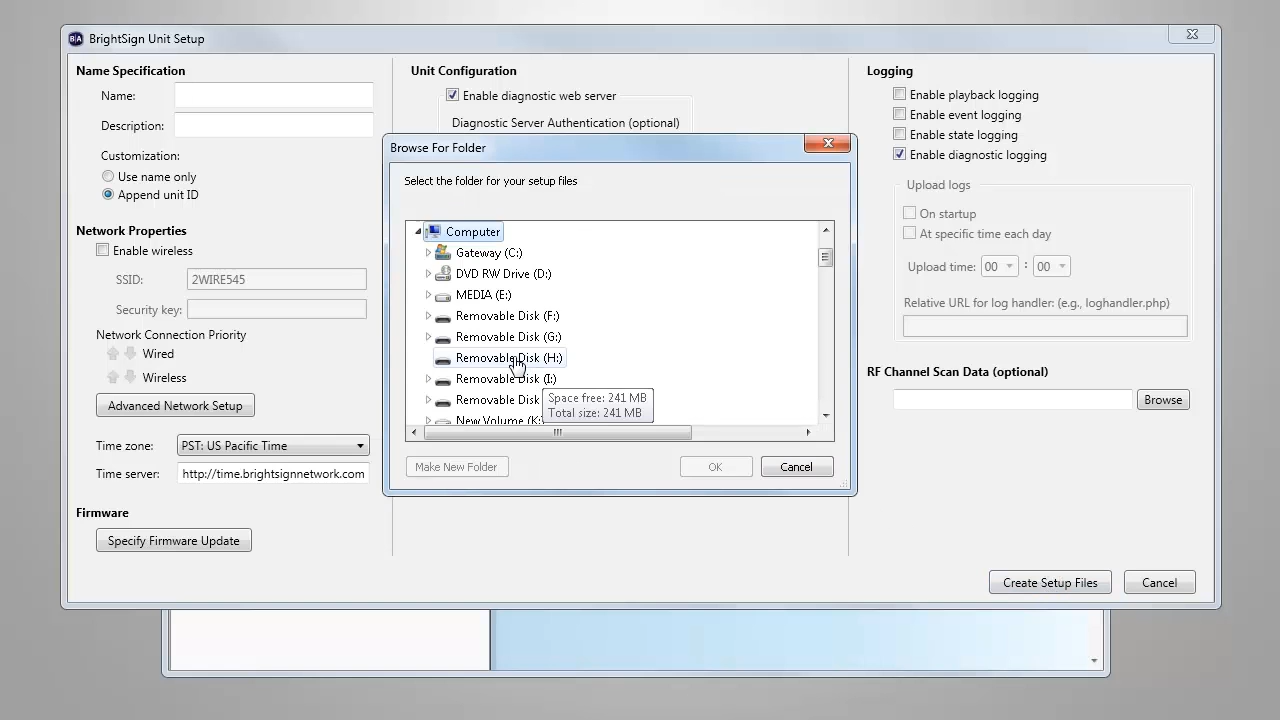 BrightSign Unit Setup
Name Specification
Name:
Description:
Customization:
Use name only
Append unit ID
Network Properties
Enable wireless
SSID: 2WIRE545
Security key:
Network Connection Priority
Wired
Wireless
Advanced Network Setup
Time zone: PST: US Pacific Time
Time server: http://time.brightsignnetwork.com
Firmware
Specify Firmware Update
Unit Configuration
Enable diagnostic web server
Diagnostic Server Authentication (optional)
Browse For Folder
Select the folder for your setup files
Computer
Gateway (C:)
DVD RW Drive (D:)
MEDIA (E:)
Removable Disk (F:)
Removable Disk (G:)
Removable Disk (H:)
Removable Disk (I:)
Removable Disk
New Volume (K:
Space free: 241 MB
Total size: 241 MB
Make New Folder
OK
Cancel
Logging
Enable playback logging
Enable event logging
Enable state logging
Enable diagnostic logging
Upload logs
On startup
At specific time each day
Upload time: 00 : 00
Relative URL for log handler: (e.g., loghandler.php)
RF Channel Scan Data (optional)
Browse
Create Setup Files
Cancel